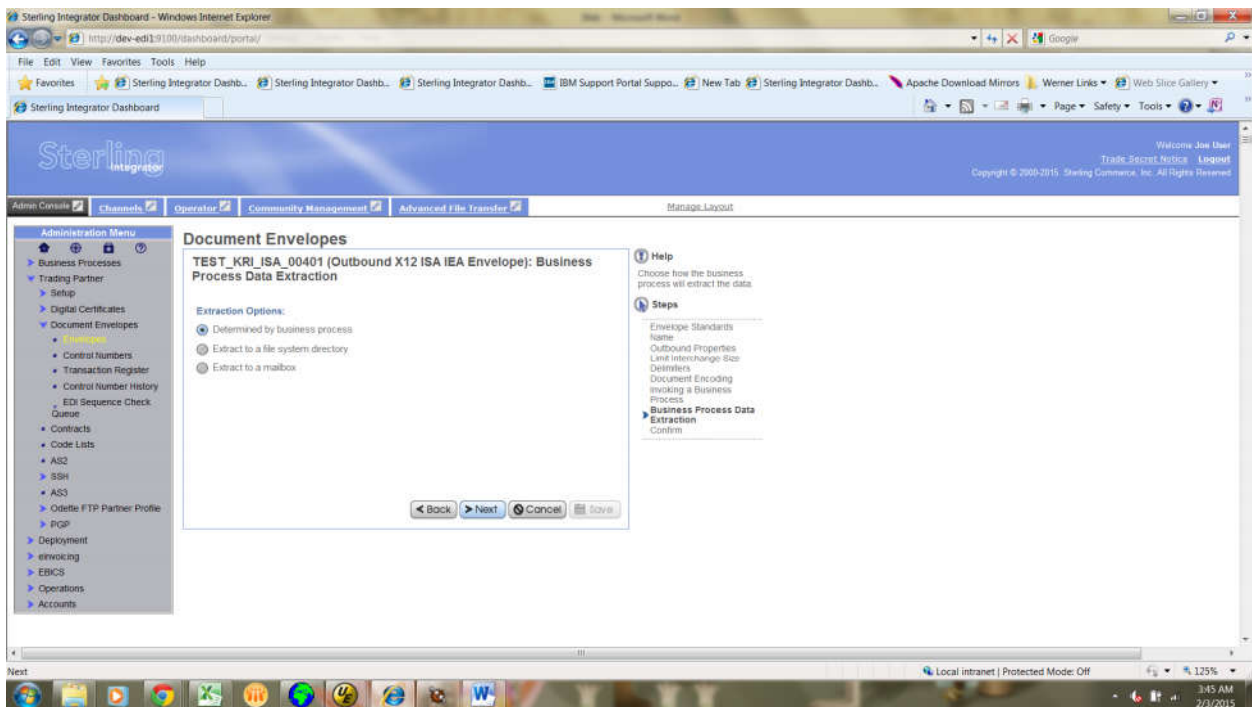 Sterling Integrator Dashboard - Windows Internet Explorer
http://dev-edi1:9100/dashboard/portal/
Google
File Edit View Favorites Tools Help
Favorites Sterling Integrator Dashb... Sterling Integrator Dashb... Sterling Integrator Dashb... IBM Support Portal Suppo... New Tab Sterling Integrator Dashb... Apache Download Mirrors Werner Links Web Slice Gallery
Sterling Integrator Dashboard
Page Safety Tools
Sterling
Integrator
Welcome Joe User
Trade Secret Notice Logout
Copyright © 2000-2015. Sterling Commerce, Inc. All Rights Reserved
Admin Console Channels Operator Community Management Advanced File Transfer Manage Layout
Administration Menu
Business Processes
Trading Partner
Setup
Digital Certificates
Document Envelopes
Envelopes
Control Numbers
Transaction Register
Control Number History
EDI Sequence Check
Queue
Contracts
Code Lists
AS2
SSH
AS3
Odette FTP Partner Profile
PGP
Deployment
eInvoicing
EBICS
Operations
Accounts
Document Envelopes
TEST_KRI_ISA_00401 (Outbound X12 ISA IEA Envelope): Business
Process Data Extraction
Extraction Options:
Determined by business process
Extract to a file system directory
Extract to a mailbox
Back Next Cancel Save
Help
Choose how the business
process will extract the data.
Steps
Envelope Standards
Name
Outbound Properties
Limit Interchange Size
Delimiters
Document Encoding
Invoking a Business
Process
Business Process Data
Extraction
Confirm
Next
Local intranet | Protected Mode: Off
125%
3:45 AM
2/3/2015